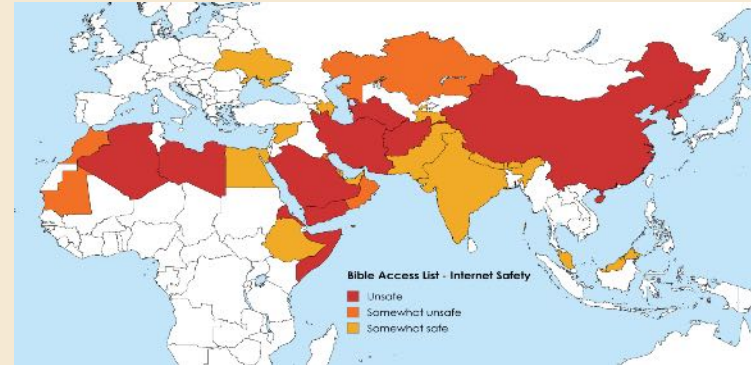 Bible Access List - Internet Safety
Unsafe
Somewhat unsafe
Somewhat safe